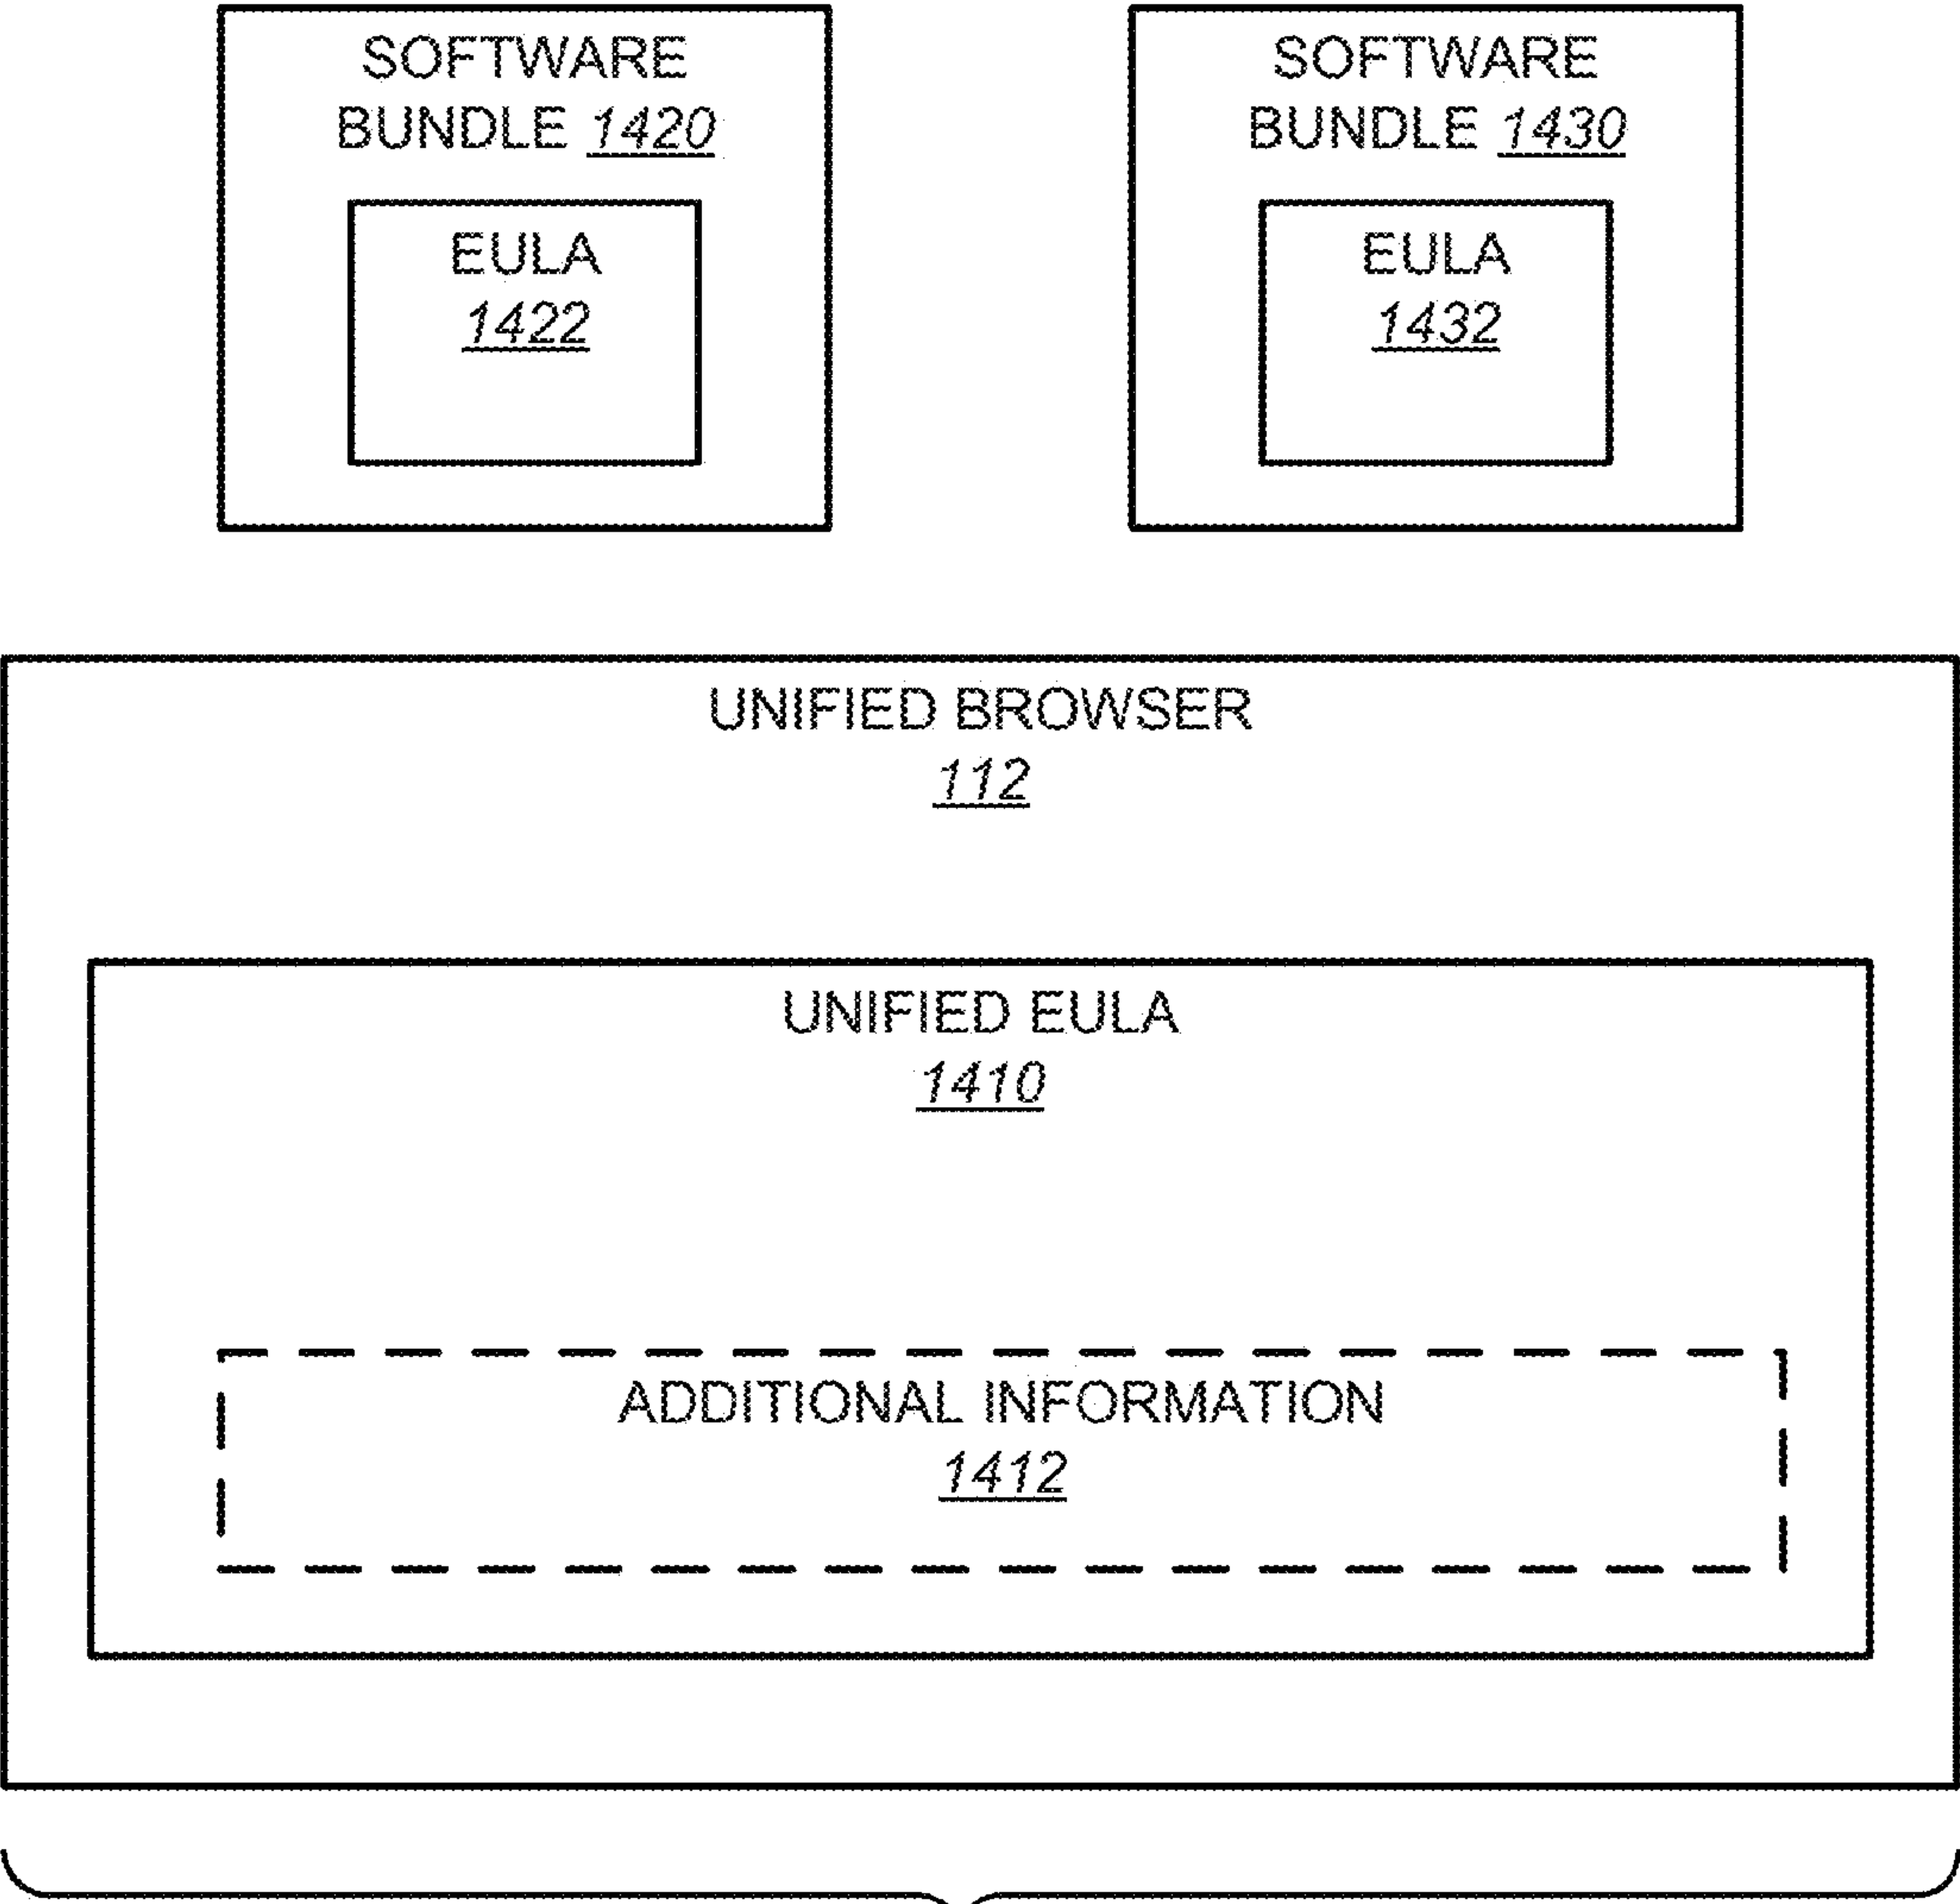 SOFTWARE
BUNDLE 1420
EULA
1422
SOFTWARE
BUNDLE 1430
EULA
1432
UNIFIED BROWSER
112
UNIFIED EULA
1410
ADDITIONAL INFORMATION
1412